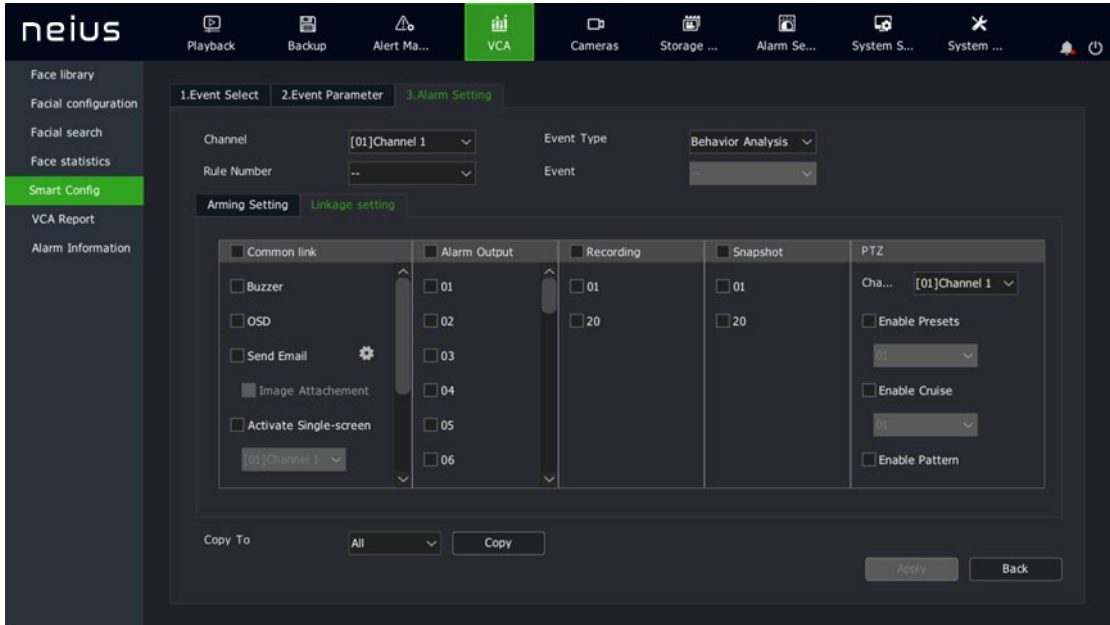 neius
Playback Backup Alert Ma... VCA Cameras Storage ... Alarm Se... System S... System ...
Face library
Facial configuration
Facial search
Face statistics
Smart Config
VCA Report
Alarm Information
1.Event Select 2.Event Parameter 3.Alarm Setting
Channel [01]Channel 1 Event Type Behavior Analysis
Rule Number -- Event --
Arming Setting Linkage setting
Common link Alarm Output Recording Snapshot PTZ
Buzzer 01 01 01 Cha... [01]Channel 1
OSD 02 20 20 Enable Presets
Send Email 03 01
Image Attachement 04 Enable Cruise
Activate Single-screen 05 01
[01]Channel 1 06 Enable Pattern
Copy To All Copy
Apply Back